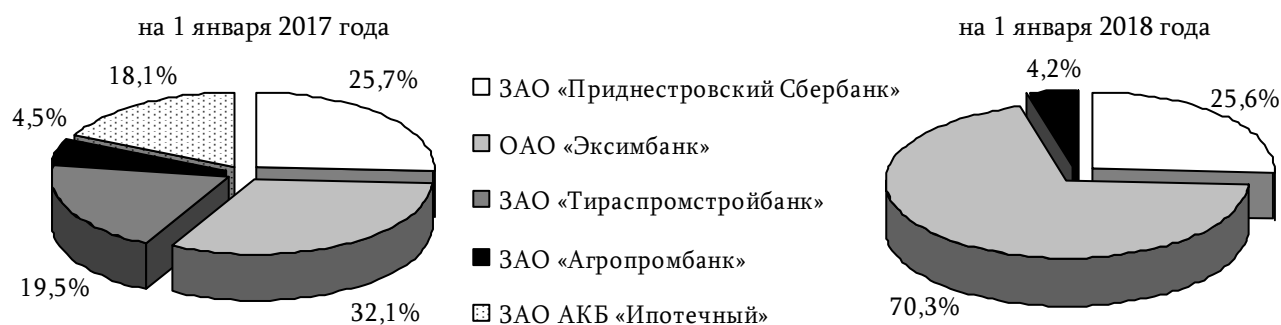 на 1 января 2017 года
18,1%
25,7%
4,5%
19,5%
32,1%
ЗАО «Приднестровский Сбербанк»
ОАО «Эксимбанк»
ЗАО «Тираспромстройбанк»
ЗАО «Агропромбанк»
ЗАО АКБ «Ипотечный»
на 1 января 2018 года
4,2%
25,6%
70,3%